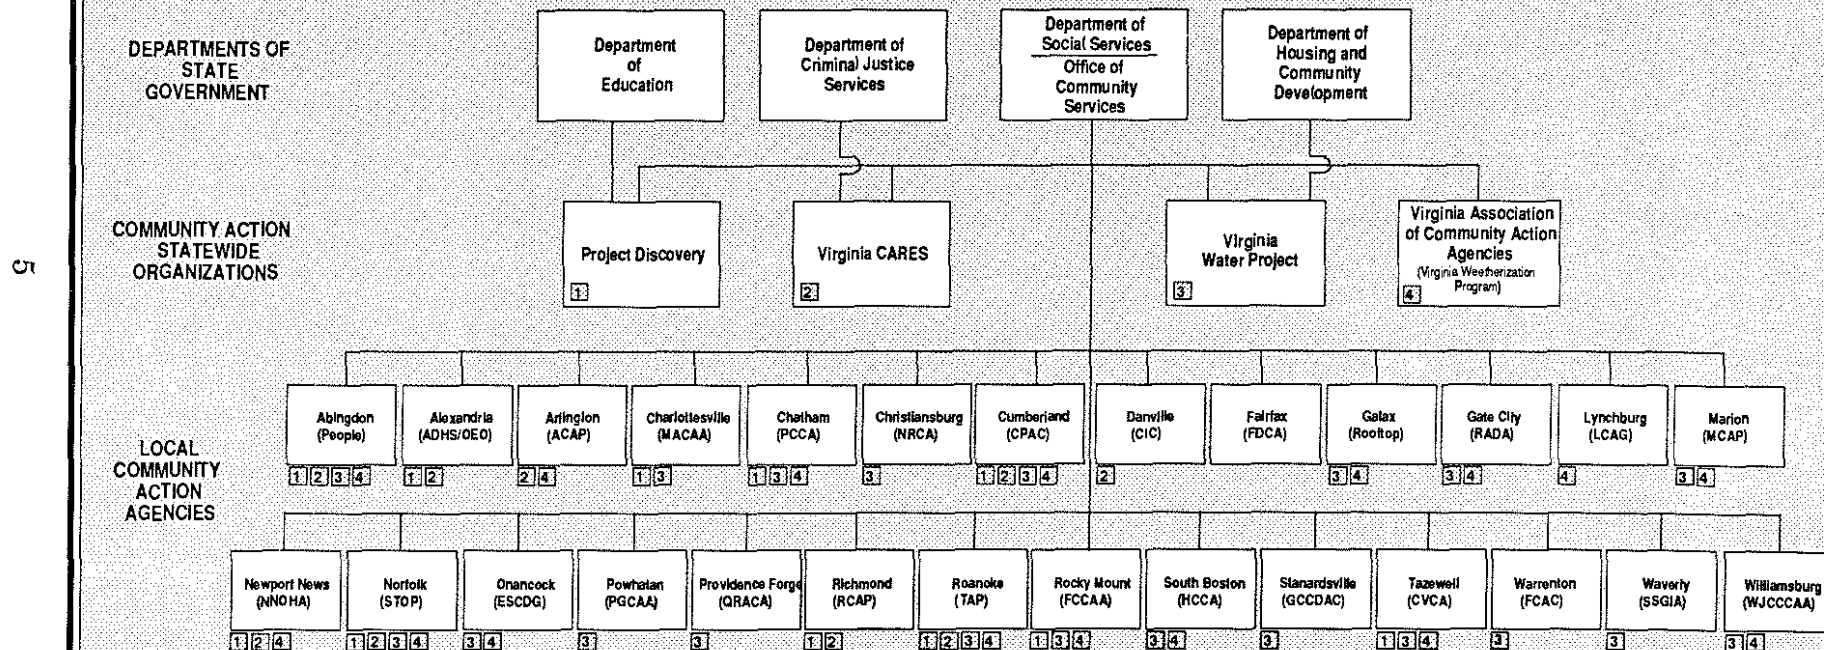 5
DEPARTMENTS OF
STATE
GOVERNMENT
Department
of
Education
Department of
Criminal Justice
Services
Department of
Social Services
Office of
Community
Services
Department of
Housing and
Community
Development
COMMUNITY ACTION
STATEWIDE
ORGANIZATIONS
Project Discovery
1
Virginia CARES
2
Virginia
Water Project
3
Virginia Association
of Community Action
Agencies
(Virginia Weetherization
Program)
4
LOCAL
COMMUNITY
ACTION
AGENCIES
Abingdon
(People)
1 2 3 4
Alexandria
(ADHS/OEO)
1 2
Arlington
(ACAP)
2 4
Charlottesville
(MACAA)
1 3
Chatham
(PCCA)
1 3 4
Christiansburg
(NRCA)
3
Cumberland
(CPAC)
1 2 3 4
Danville
(CIC)
2
Fairfax
(FDCA)
Galax
(Rooftop)
3 4
Gate City
(RADA)
3 4
Lynchburg
(LCAG)
4
Marion
(MCAP)
3 4
Newport News
(NNOHA)
1 2 4
Norfolk
(STOP)
1 2 3 4
Onancock
(ESCDG)
3 4
Powhatan
(PGCAA)
3
Providence Forge
(QRACA)
3
Richmond
(RCAP)
1 2
Roanoke
(TAP)
1 2 3 4
Rocky Mount
(FCCAA)
1 3 4
South Boston
(HCCA)
3 4
Stanardsville
(GCCDAC)
3
Tazewell
(CVCA)
1 3 4
Warrenton
(FCAC)
3
Waverly
(SSGIA)
3
Williamsburg
(WJCCCAA)
3 4